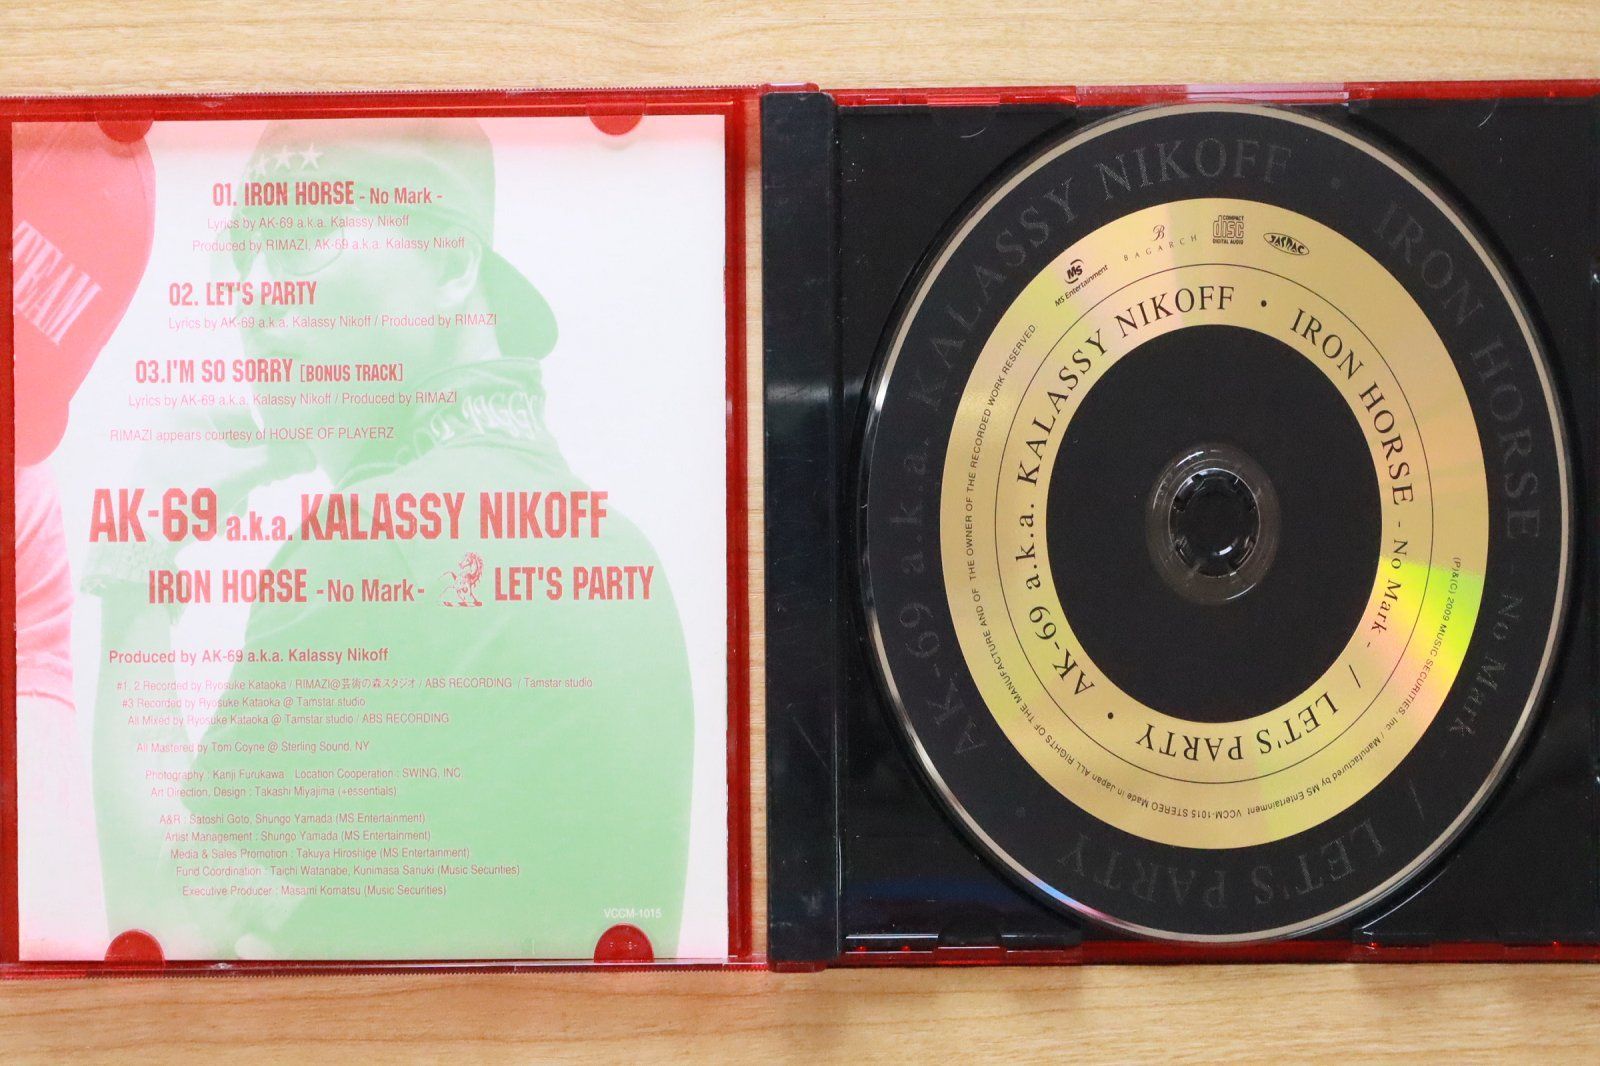 TEAM
01. IRON HORSE - No Mark -
Lyrics by AK-69 a.k.a. Kalassy Nikoff
Produced by RIMAZI, AK-69 a.k.a. Kalassy Nikoff
02. LET'S PARTY
Lyrics by AK-69 a.k.a. Kalassy Nikoff / Produced by RIMAZI
03.I'M SO SORRY [BONUS TRACK]
Lyrics by AK-69 a.k.a. Kalassy Nikoff / Produced by RIMAZI
RIMAZI appears courtesy of HOUSE OF PLAYERZ
AK-69 a.k.a. KALASSY NIKOFF
IRON HORSE -No Mark- LET'S PARTY
Produced by AK-69 a.k.a. Kalassy Nikoff
#1, 2 Recorded by Ryosuke Kataoka / RIMAZI@芸術の森スタジオ / ABS RECORDING / Tamstar studio
#3 Recorded by Ryosuke Kataoka @ Tamstar studio
All Mixed by Ryosuke Kataoka @ Tamstar studio / ABS RECORDING
All Mastered by Tom Coyne @ Sterling Sound, NY
Photography : Kanji Furukawa Location Cooperation : SWING, INC
Art Direction, Design : Takashi Miyajima (+essentials)
A&R : Satoshi Goto, Shungo Yamada (MS Entertainment)
Artist Management : Shungo Yamada (MS Entertainment)
Media & Sales Promotion : Takuya Hiroshige (MS Entertainment)
Fund Coordination : Taichi Watanabe, Kunimasa Sanuki (Music Securities)
Executive Producer : Masami Komatsu (Music Securities)
VCCM-1015
AK-69 a.k.a. KALASSY NIKOFF • IRON HORSE - No Mark - / LET'S PARTY •
MS
MS Entertainment
B
BAGARCH
COMPACT
disc
DIGITAL AUDIO
JASRAC
AK-69 a.k.a. KALASSY NIKOFF • IRON HORSE - No Mark - / LET'S PARTY •
(P)&(C) 2009 MUSIC SECURITIES, Inc / Manufactured by MS Entertainment VCCM-1015 STEREO Made in Japan ALL RIGHTS OF THE MANUFACTURE AND OF THE OWNER OF THE RECORDED WORK RESERVED